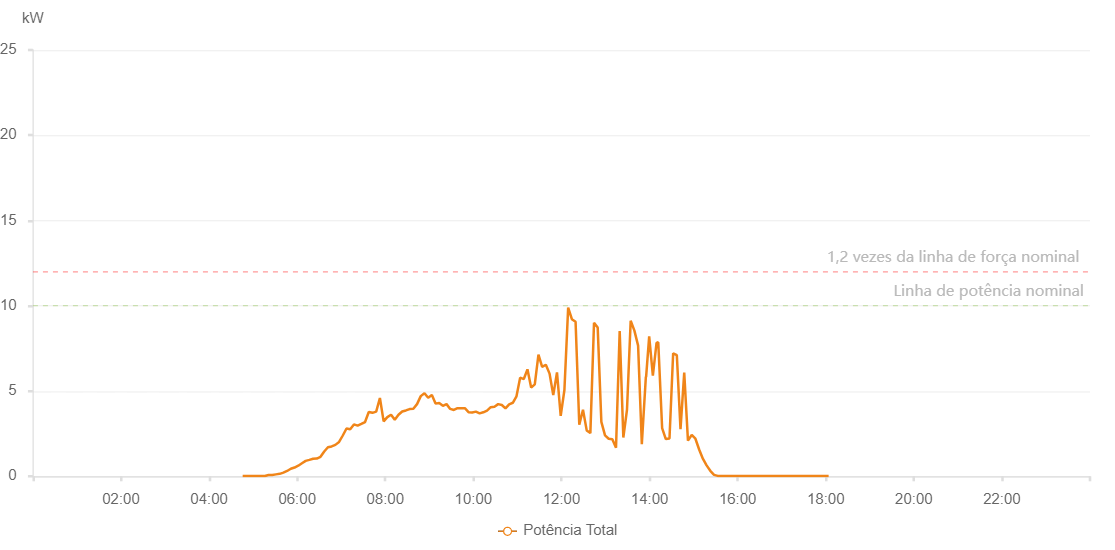 kW
25
20
15
1,2 vezes da linha de força nominal
Linha de potência nominal
10
5
0
02:00 04:00 06:00 08:00 10:00 12:00 14:00 16:00 18:00 20:00 22:00
Potência Total